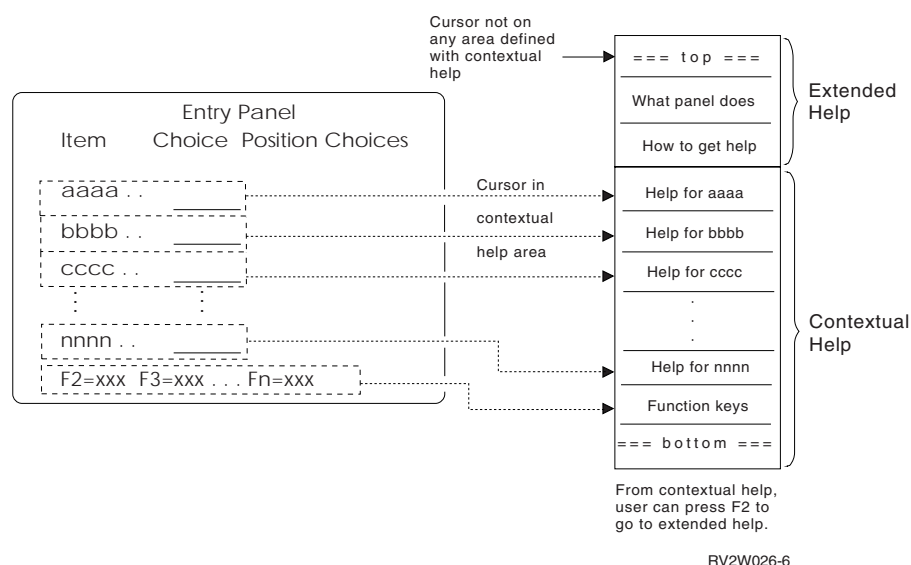 Cursor not on
any area defined
with contextual
help
=== top ===
What panel does
How to get help
Extended
Help
Entry Panel
Item Choice Position Choices
aaaa . .
bbbb . .
cccc . .
nnnn . .
F2=xxx F3=xxx . . . Fn=xxx
Cursor in
contextual
help area
Help for aaaa
Help for bbbb
Help for cccc
.
.
.
Help for nnnn
Function keys
=== bottom ===
Contextual
Help
From contextual help,
user can press F2 to
go to extended help.
RV2W026-6